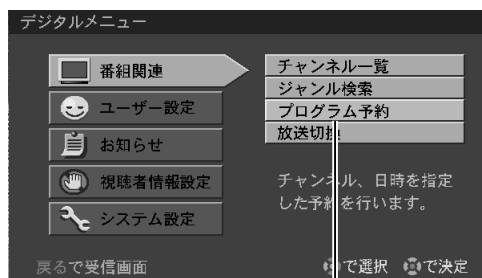 デジタルメニュー
番組関連
ユーザー設定
お知らせ
視聴者情報設定
システム設定
チャンネル一覧
ジャンル検索
プログラム予約
放送切換
チャンネル、日時を指定
した予約を行います。
戻るで受信画面
で選択 で決定